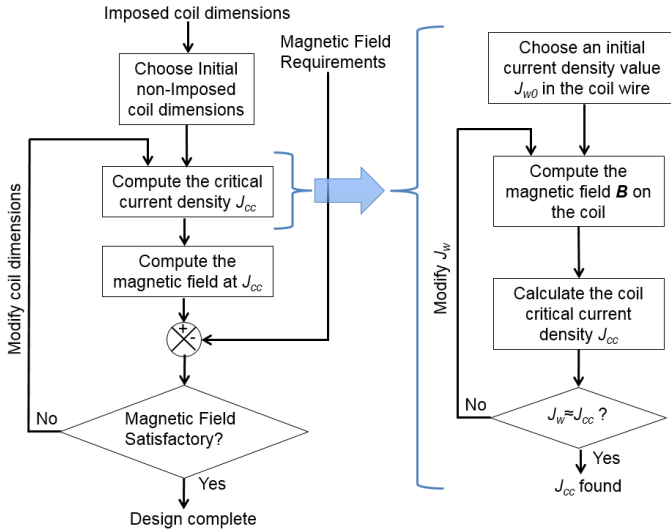 Imposed coil dimensions
Choose Initial
non-Imposed
coil dimensions
Magnetic Field
Requirements
Compute the critical
current density Jcc
Compute the
magnetic field at Jcc
+
-
Modify coil dimensions
No
Magnetic Field
Satisfactory?
Yes
Design complete
Choose an initial
current density value
Jw0 in the coil wire
Compute the
magnetic field B on
the coil
Modify Jw
Calculate the coil
critical current
density Jcc
No
Jw≈Jcc ?
Yes
Jcc found